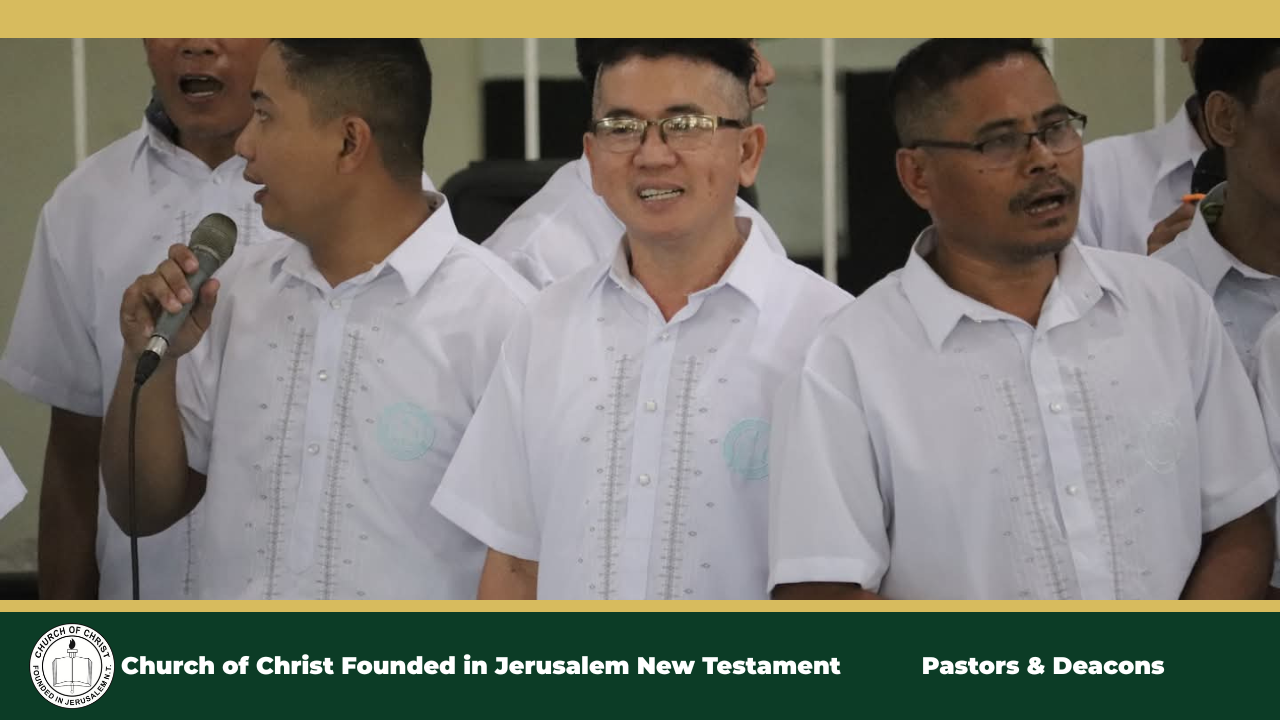 CHURCH OF CHRIST
FOUNDED IN JERUSALEM N.T.
Church of Christ Founded in Jerusalem New Testament
Pastors & Deacons